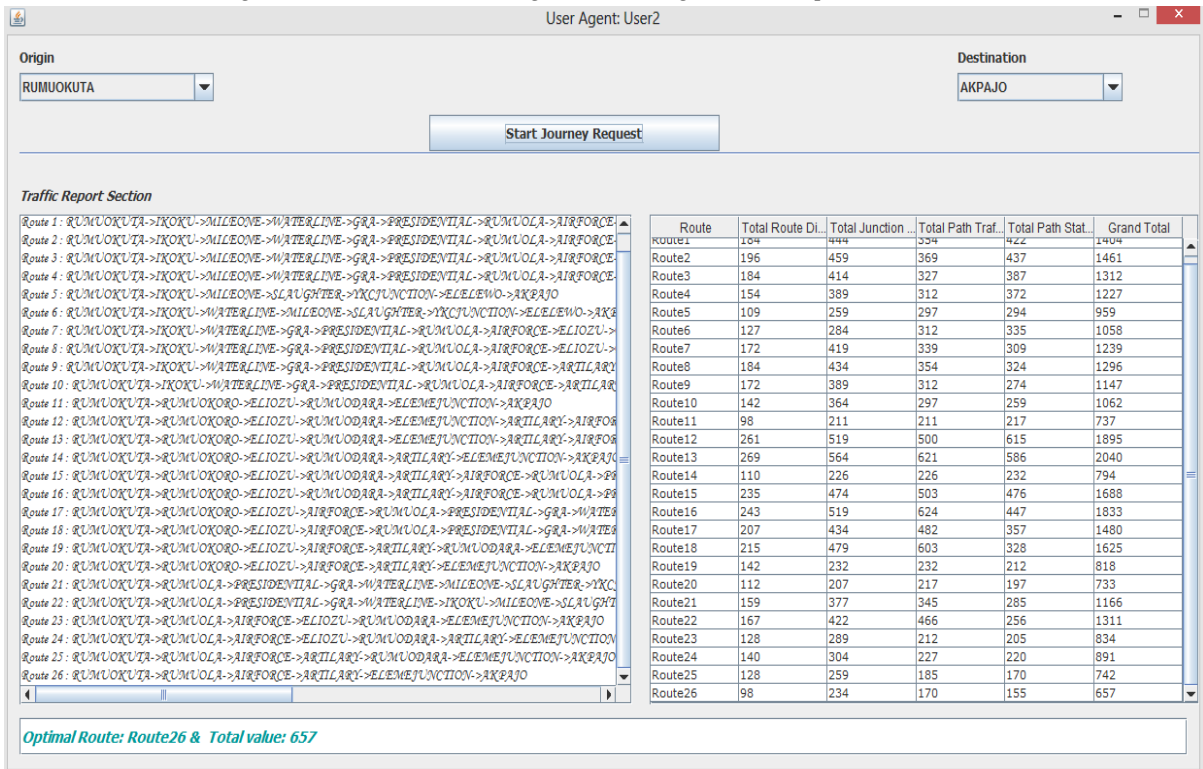 User Agent: User2
Origin
Destination
RUMUOKUTA
AKPAJO
Start Journey Request
Traffic Report Section
Route 1 : RUMUOKUTA->IKOKU->MILEONE->WATERLINE->GRA->PRESIDENTIAL->RUMUOLA->AIRFORCE-
Route 2 : RUMUOKUTA->IKOKU->MILEONE->WATERLINE->GRA->PRESIDENTIAL->RUMUOLA->AIRFORCE-
Route 3 : RUMUOKUTA->IKOKU->MILEONE->WATERLINE->GRA->PRESIDENTIAL->RUMUOLA->AIRFORCE-
Route 4 : RUMUOKUTA->IKOKU->MILEONE->WATERLINE->GRA->PRESIDENTIAL->RUMUOLA->AIRFORCE-
Route 5 : RUMUOKUTA->IKOKU->MILEONE->SLAUGHTER->YKCJUNCTION->ELELEWO->AKPAJO
Route 6 : RUMUOKUTA->IKOKU->WATERLINE->MILEONE->SLAUGHTER->YKCJUNCTION->ELELEWO->AKP
Route 7 : RUMUOKUTA->IKOKU->WATERLINE->GRA->PRESIDENTIAL->RUMUOLA->AIRFORCE->ELIOZU->
Route 8 : RUMUOKUTA->IKOKU->WATERLINE->GRA->PRESIDENTIAL->RUMUOLA->AIRFORCE->ELIOZU->
Route 9 : RUMUOKUTA->IKOKU->WATERLINE->GRA->PRESIDENTIAL->RUMUOLA->AIRFORCE->ARTILARY
Route 10 : RUMUOKUTA->IKOKU->WATERLINE->GRA->PRESIDENTIAL->RUMUOLA->AIRFORCE->ARTILAR
Route 11 : RUMUOKUTA->RUMUOKORO->ELIOZU->RUMUODARA->ELEMEJUNCTION->AKPAJO
Route 12 : RUMUOKUTA->RUMUOKORO->ELIOZU->RUMUODARA->ELEMEJUNCTION->ARTILARY->AIRFOR
Route 13 : RUMUOKUTA->RUMUOKORO->ELIOZU->RUMUODARA->ELEMEJUNCTION->ARTILARY->AIRFOR
Route 14 : RUMUOKUTA->RUMUOKORO->ELIOZU->RUMUODARA->ARTILARY->ELEMEJUNCTION->AKPAJO
Route 15 : RUMUOKUTA->RUMUOKORO->ELIOZU->RUMUODARA->ARTILARY->AIRFORCE->RUMUOLA->PR
Route 16 : RUMUOKUTA->RUMUOKORO->ELIOZU->RUMUODARA->ARTILARY->AIRFORCE->RUMUOLA->PR
Route 17 : RUMUOKUTA->RUMUOKORO->ELIOZU->AIRFORCE->RUMUOLA->PRESIDENTIAL->GRA->WATER
Route 18 : RUMUOKUTA->RUMUOKORO->ELIOZU->AIRFORCE->RUMUOLA->PRESIDENTIAL->GRA->WATER
Route 19 : RUMUOKUTA->RUMUOKORO->ELIOZU->AIRFORCE->ARTILARY->RUMUODARA->ELEMEJUNCTI
Route 20 : RUMUOKUTA->RUMUOKORO->ELIOZU->AIRFORCE->ARTILARY->ELEMEJUNCTION->AKPAJO
Route 21 : RUMUOKUTA->RUMUOLA->PRESIDENTIAL->GRA->WATERLINE->MILEONE->SLAUGHTER->YKC
Route 22 : RUMUOKUTA->RUMUOLA->PRESIDENTIAL->GRA->WATERLINE->IKOKU->MILEONE->SLAUGHT
Route 23 : RUMUOKUTA->RUMUOLA->AIRFORCE->ELIOZU->RUMUODARA->ELEMEJUNCTION->AKPAJO
Route 24 : RUMUOKUTA->RUMUOLA->AIRFORCE->ELIOZU->RUMUODARA->ARTILARY->ELEMEJUNCTION
Route 25 : RUMUOKUTA->RUMUOLA->AIRFORCE->ARTILARY->RUMUODARA->ELEMEJUNCTION->AKPAJO
Route 26 : RUMUOKUTA->RUMUOLA->AIRFORCE->ARTILARY->ELEMEJUNCTION->AKPAJO
Route Total Route Di... Total Junction ... Total Path Traf... Total Path Stat... Grand Total
Route1 184 444 354 422 1404
Route2 196 459 369 437 1461
Route3 184 414 327 387 1312
Route4 154 389 312 372 1227
Route5 109 259 297 294 959
Route6 127 284 312 335 1058
Route7 172 419 339 309 1239
Route8 184 434 354 324 1296
Route9 172 389 312 274 1147
Route10 142 364 297 259 1062
Route11 98 211 211 217 737
Route12 261 519 500 615 1895
Route13 269 564 621 586 2040
Route14 110 226 226 232 794
Route15 235 474 503 476 1688
Route16 243 519 624 447 1833
Route17 207 434 482 357 1480
Route18 215 479 603 328 1625
Route19 142 232 232 212 818
Route20 112 207 217 197 733
Route21 159 377 345 285 1166
Route22 167 422 466 256 1311
Route23 128 289 212 205 834
Route24 140 304 227 220 891
Route25 128 259 185 170 742
Route26 98 234 170 155 657
Optimal Route: Route26 & Total value: 657